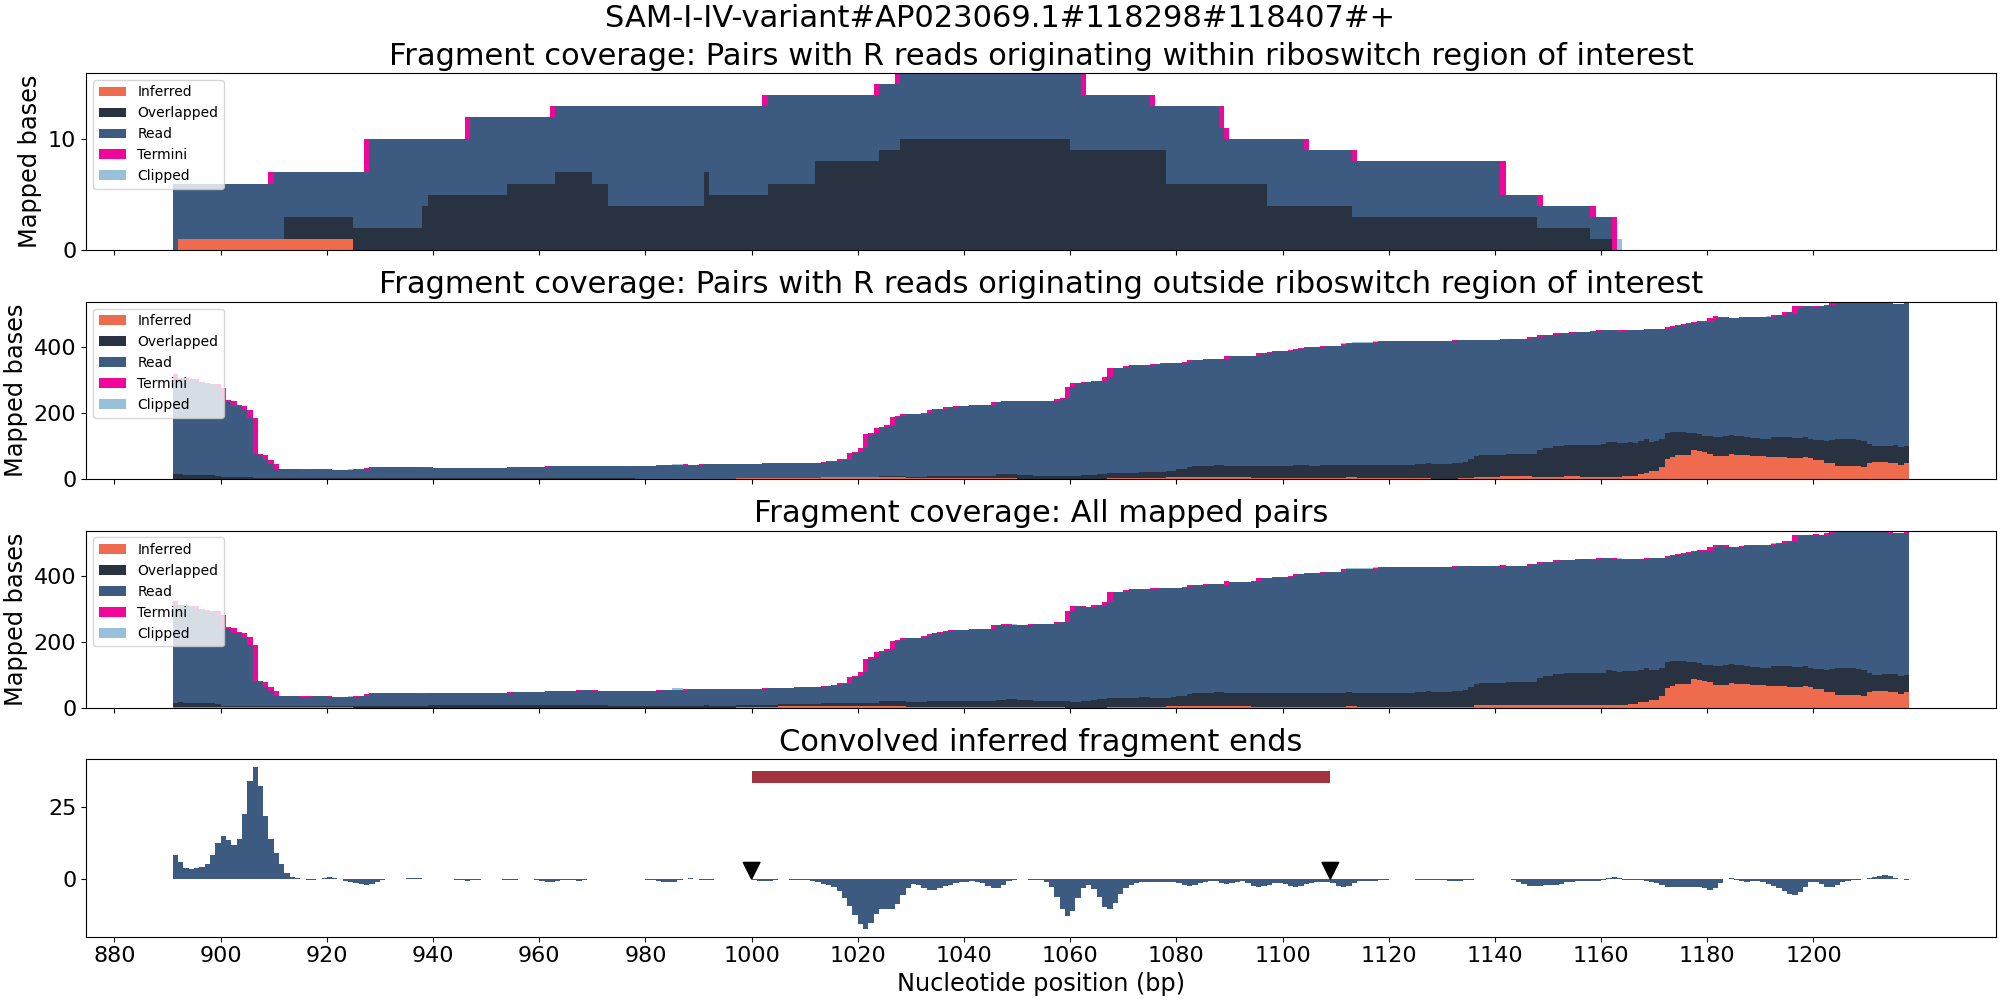 SAM-I-IV-variant#AP023069.1#118298#118407#+
Fragment coverage: Pairs with R reads originating within riboswitch region of interest
Mapped bases
10
0
Inferred
Overlapped
Read
Termini
Clipped
Fragment coverage: Pairs with R reads originating outside riboswitch region of interest
Mapped bases
400
200
0
Inferred
Overlapped
Read
Termini
Clipped
Fragment coverage: All mapped pairs
Mapped bases
400
200
0
Inferred
Overlapped
Read
Termini
Clipped
Convolved inferred fragment ends
25
0
880 900 920 940 960 980 1000 1020 1040 1060 1080 1100 1120 1140 1160 1180 1200
Nucleotide position (bp)